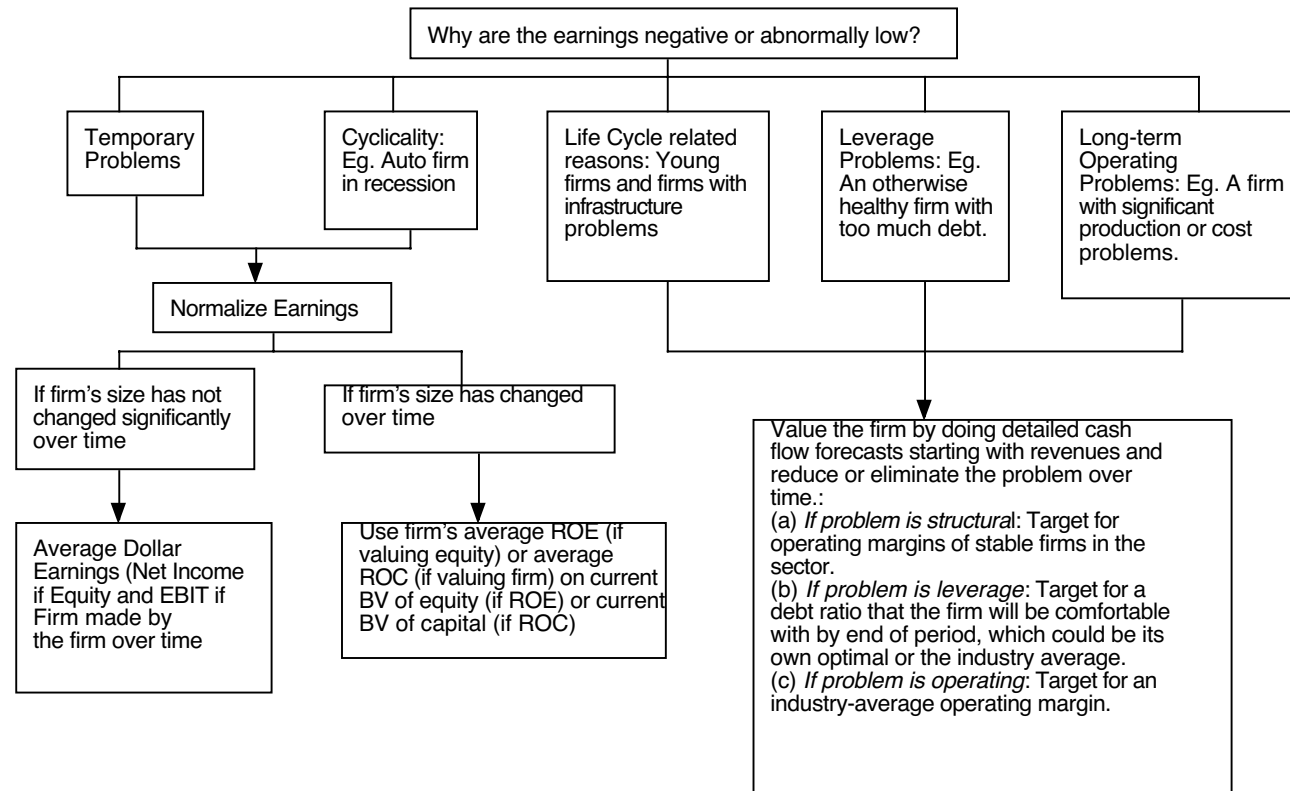 Why are the earnings negative or abnormally low?
Temporary
Problems
Cyclicality:
Eg. Auto firm
in recession
Life Cycle related
reasons: Young
firms and firms with
infrastructure
problems
Leverage
Problems: Eg.
An otherwise
healthy firm with
too much debt.
Long-term
Operating
Problems: Eg. A firm
with significant
production or cost
problems.
Normalize Earnings
If firm’s size has not
changed significantly
over time
If firm’s size has changed
over time
Average Dollar
Earnings (Net Income
if Equity and EBIT if
Firm made by
the firm over time
Use firm’s average ROE (if
valuing equity) or average
ROC (if valuing firm) on current
BV of equity (if ROE) or current
BV of capital (if ROC)
Value the firm by doing detailed cash
flow forecasts starting with revenues and
reduce or eliminate the problem over
time.:
(a) If problem is structural: Target for
operating margins of stable firms in the
sector.
(b) If problem is leverage: Target for a
debt ratio that the firm will be comfortable
with by end of period, which could be its
own optimal or the industry average.
(c) If problem is operating: Target for an
industry-average operating margin.